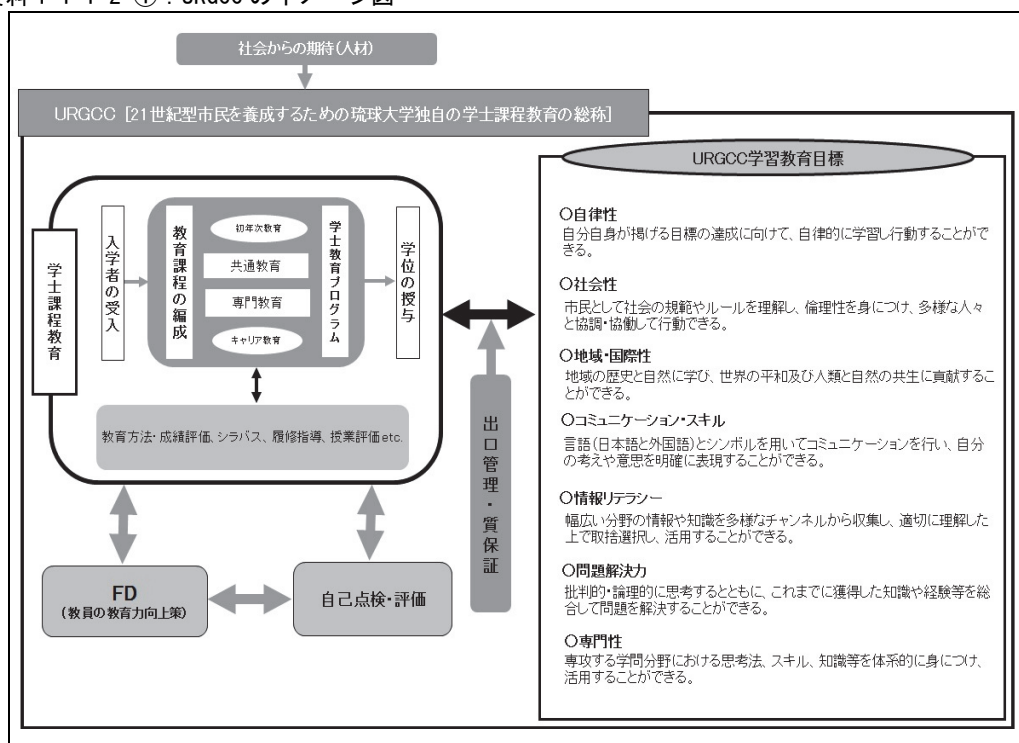 URGCC のイメージ図
社会からの期待(人材)
URGCC [21世紀型市民を養成するための琉球大学独自の学士課程教育の総称]
学士課程教育
入学者の受入
教育課程の編成
初年次教育
共通教育
専門教育
キャリア教育
学士教育プログラム
学位の授与
教育方法・成績評価、シラバス、履修指導、授業評価etc.
FD
(教員の教育力向上策)
自己点検・評価
出口管理・質保証
URGCC学習教育目標
〇自律性
自分自身が掲げる目標の達成に向けて、自律的に学習し行動することがで
きる。
〇社会性
市民として社会の規範やルールを理解し、倫理性を身につけ、多様な人々
と協調・協働して行動できる。
〇地域・国際性
地域の歴史と自然に学び、世界の平和及び人類と自然の共生に貢献するこ
とができる。
〇コミュニケーション・スキル
言語(日本語と外国語)とシンボルを用いてコミュニケーションを行い、自分
の考えや意思を明確に表現することができる。
〇情報リテラシー
幅広い分野の情報や知識を多様なチャンネルから収集し、適切に理解した
上で取捨選択し、活用することができる。
〇問題解決力
批判的・論理的に思考するとともに、これまでに獲得した知識や経験等を総
合して問題を解決することができる。
〇専門性
専攻する学問分野における思考法、スキル、知識等を体系的に身につけ、
活用することができる。